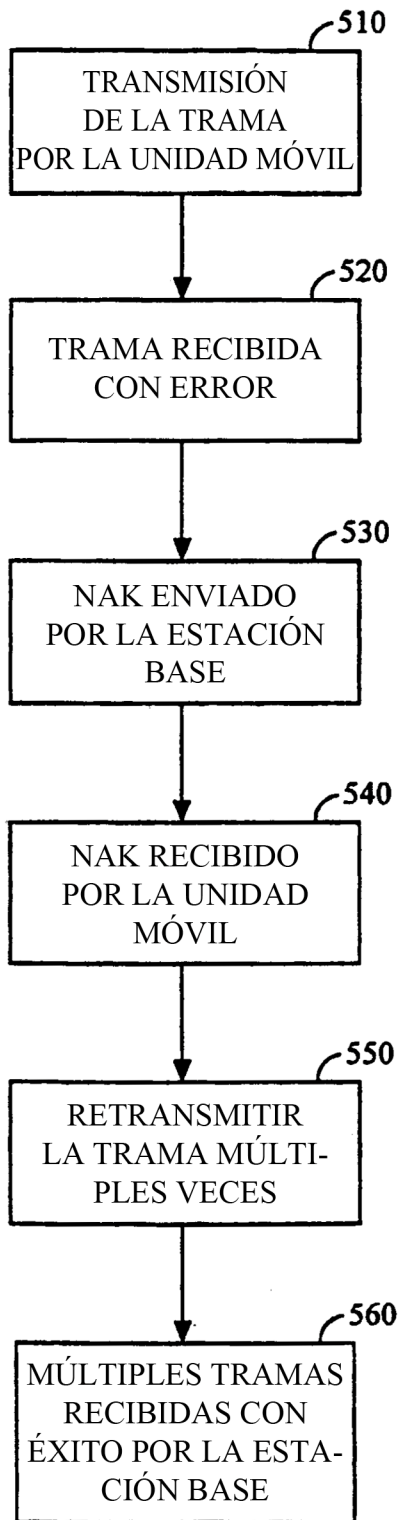 510
TRANSMISIÓN
DE LA TRAMA
POR LA UNIDAD MÓVIL
520
TRAMA RECIBIDA
CON ERROR
530
NAK ENVIADO
POR LA ESTACIÓN
BASE
540
NAK RECIBIDO
POR LA UNIDAD
MÓVIL
550
RETRANSMITIR
LA TRAMA MÚLTI-
PLES VECES
560
MÚLTIPLES TRAMAS
RECIBIDAS CON
ÉXITO POR LA ESTA-
CIÓN BASE